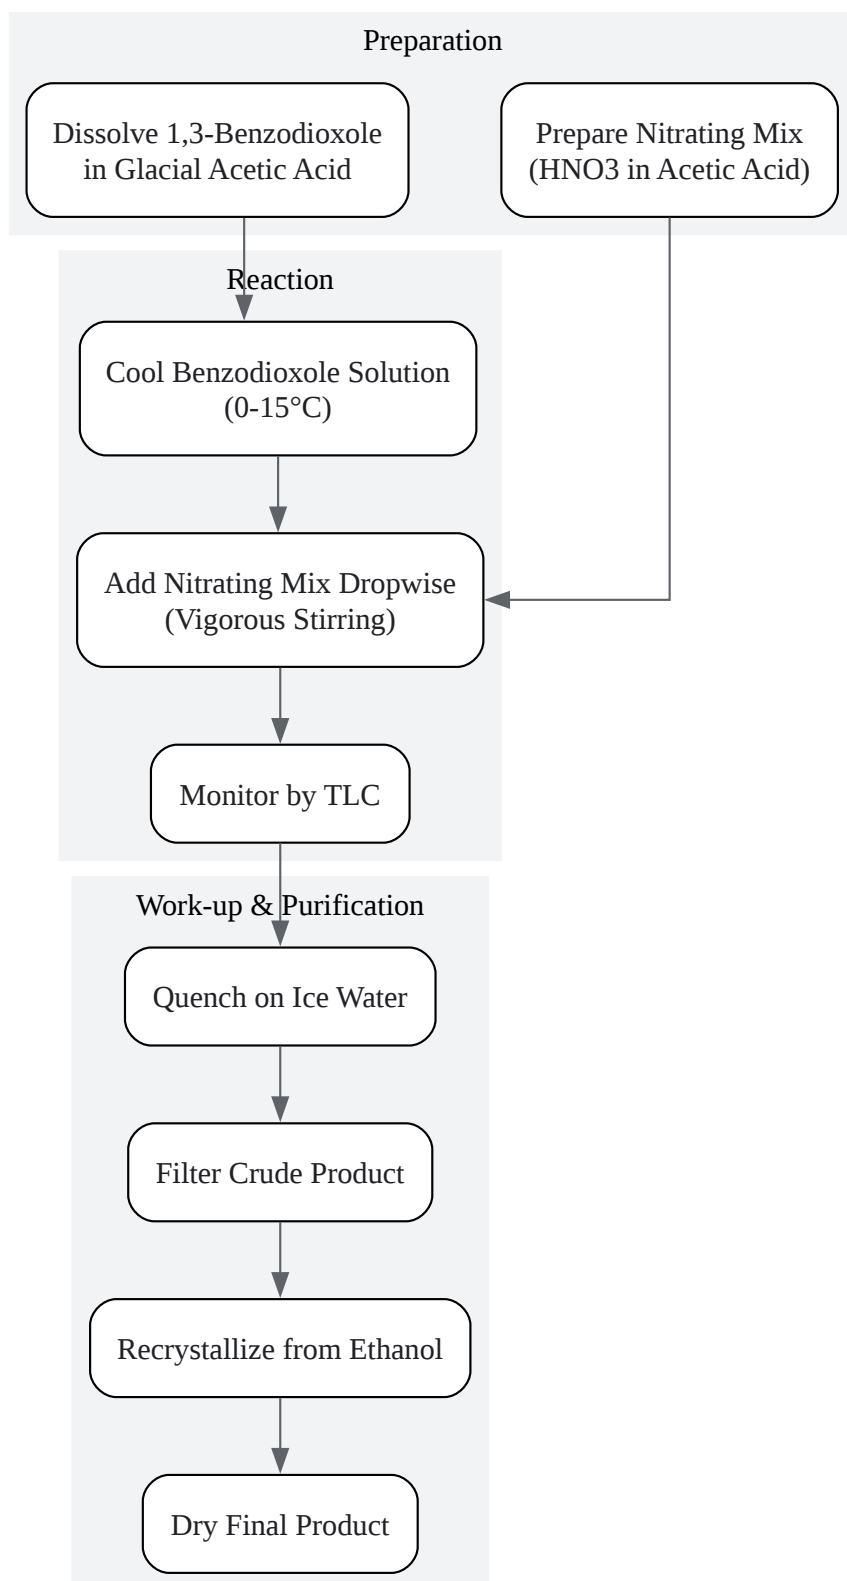 Preparation
Dissolve 1,3-Benzodioxole
in Glacial Acetic Acid
Prepare Nitrating Mix
(HNO3 in Acetic Acid)
Reaction
Cool Benzodioxole Solution
(0-15°C)
Add Nitrating Mix Dropwise
(Vigorous Stirring)
Monitor by TLC
Work-up & Purification
Quench on Ice Water
Filter Crude Product
Recrystallize from Ethanol
Dry Final Product